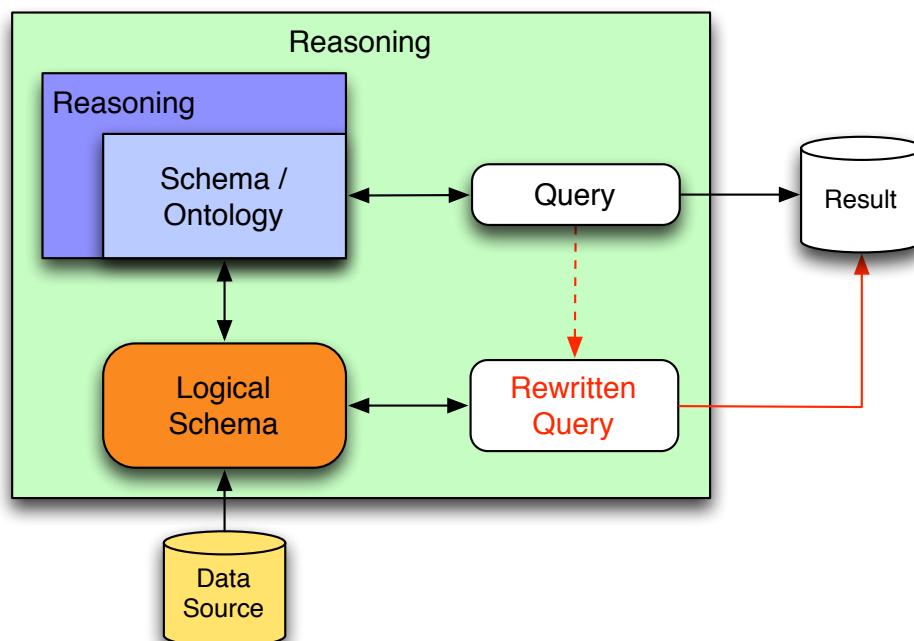 Reasoning
Reasoning
Schema /
Ontology
Query
Result
Logical
Schema
Rewritten
Query
Data
Source